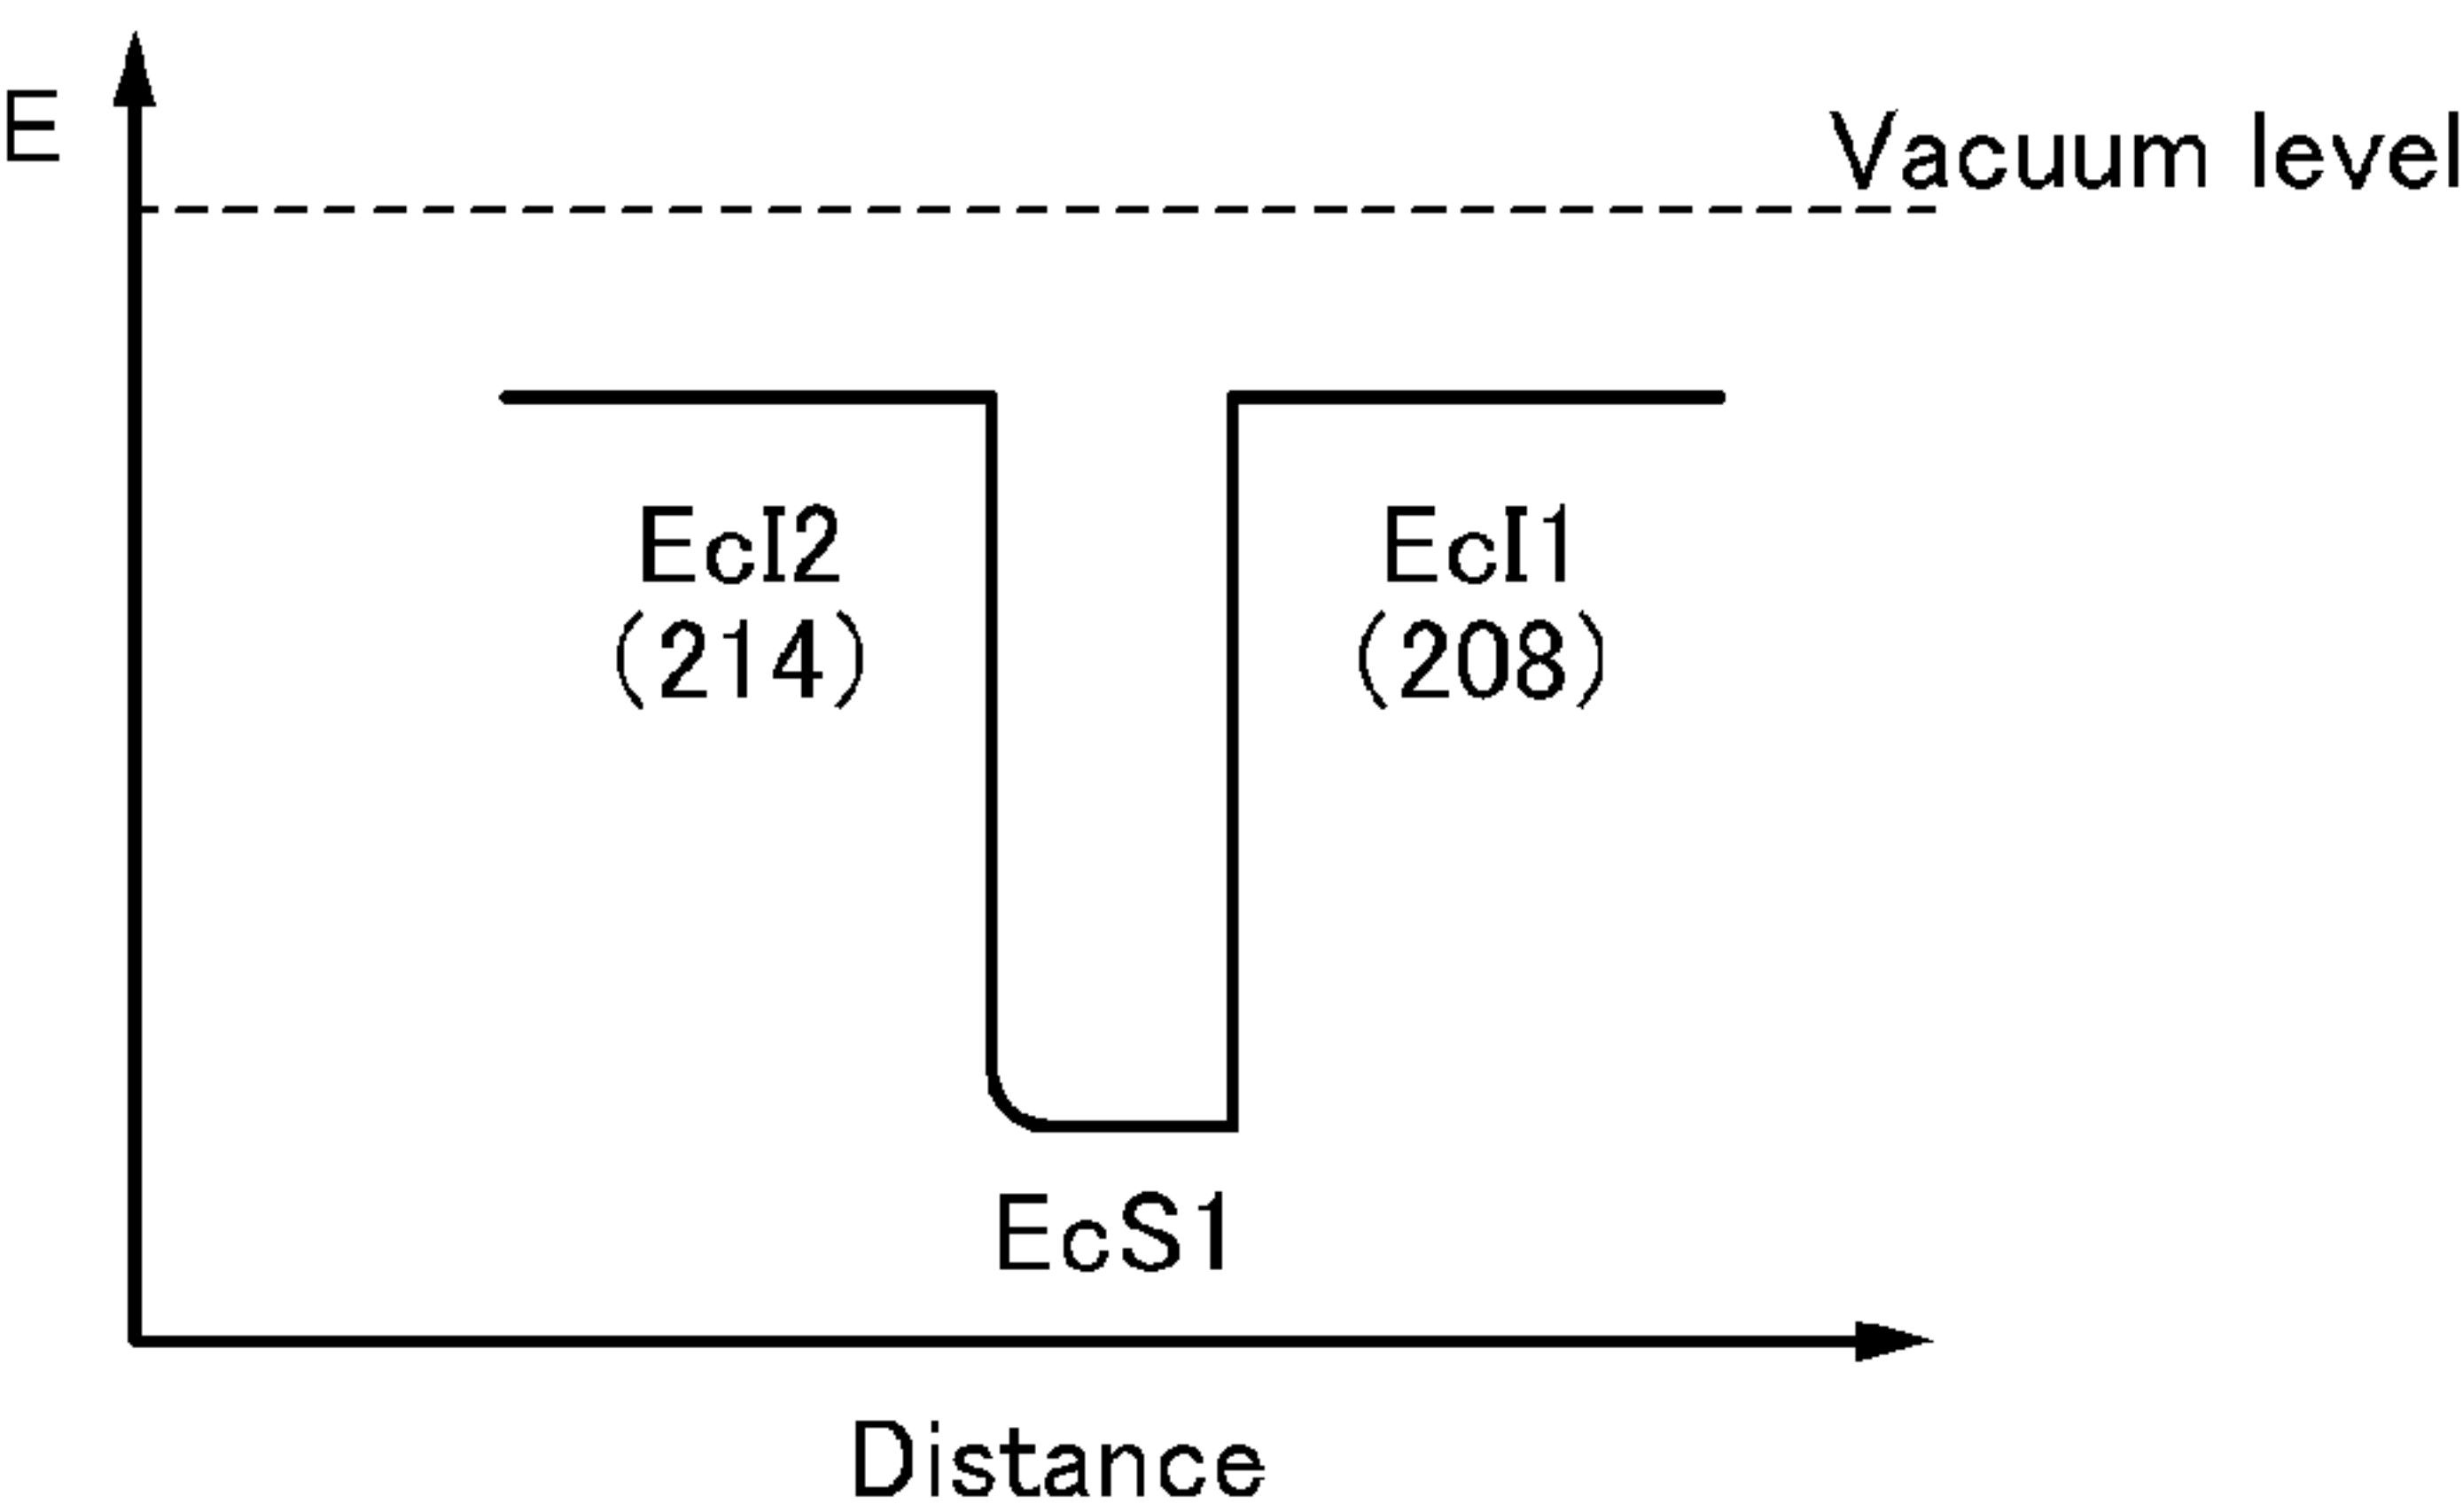 E
Vacuum level
EcI2
(214)
EcI1
(208)
EcS1
Distance